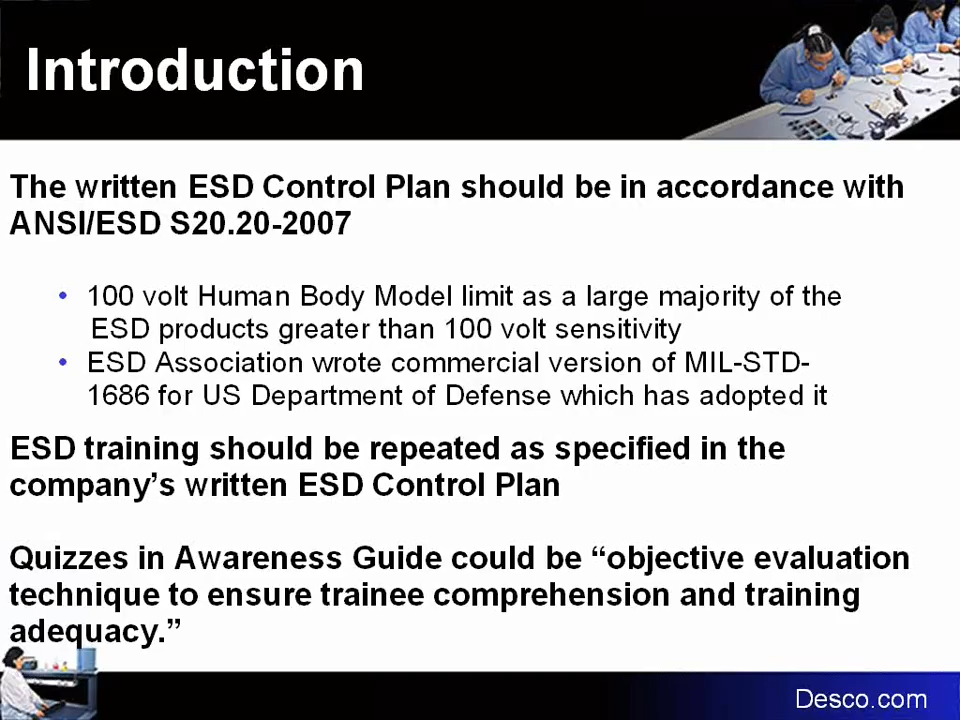 Introduction
The written ESD Control Plan should be in accordance with
ANSI/ESD S20.20-2007
• 100 volt Human Body Model limit as a large majority of the
ESD products greater than 100 volt sensitivity
• ESD Association wrote commercial version of MIL-STD-
1686 for US Department of Defense which has adopted it
ESD training should be repeated as specified in the
company’s written ESD Control Plan
Quizzes in Awareness Guide could be “objective evaluation
technique to ensure trainee comprehension and training
adequacy.”
Desco.com